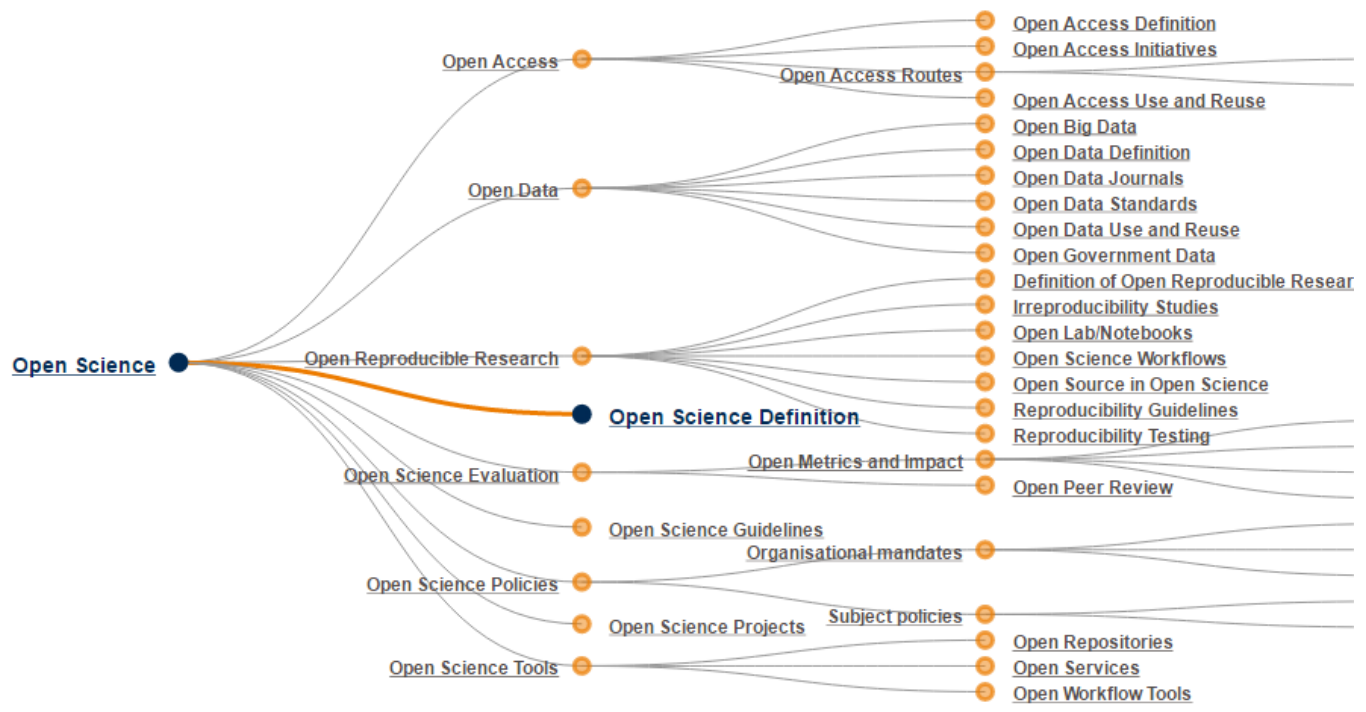 Open Science
Open Access
Open Access Definition
Open Access Initiatives
Open Access Routes
Open Access Use and Reuse
Open Data
Open Big Data
Open Data Definition
Open Data Journals
Open Data Standards
Open Data Use and Reuse
Open Government Data
Open Reproducible Research
Definition of Open Reproducible Resear
Irreproducibility Studies
Open Lab/Notebooks
Open Science Workflows
Open Source in Open Science
Reproducibility Guidelines
Reproducibility Testing
Open Science Definition
Open Science Evaluation
Open Metrics and Impact
Open Peer Review
Open Science Guidelines
Open Science Policies
Organisational mandates
Subject policies
Open Science Projects
Open Science Tools
Open Repositories
Open Services
Open Workflow Tools